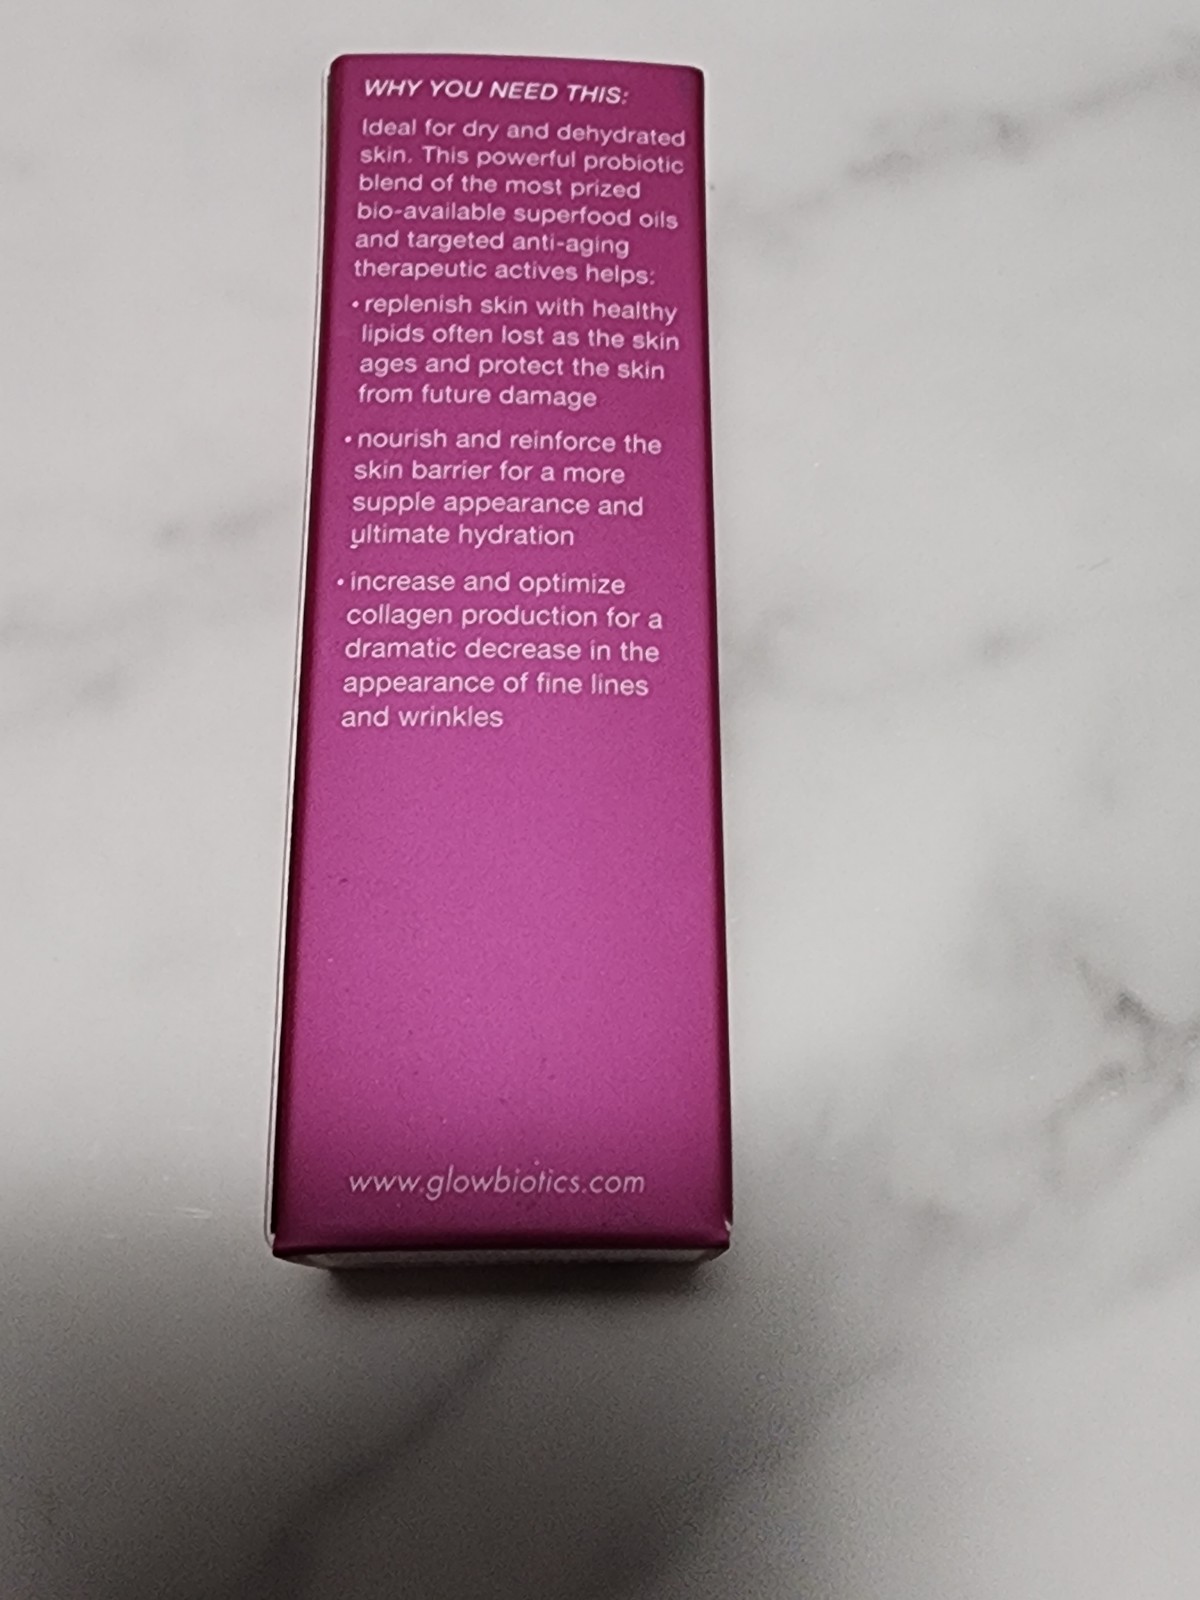 WHY YOU NEED THIS:
Ideal for dry and dehydrated
skin. This powerful probiotic
blend of the most prized
bio-available superfood oils
and targeted anti-aging
therapeutic actives helps:
• replenish skin with healthy
lipids often lost as the skin
ages and protect the skin
from future damage
• nourish and reinforce the
skin barrier for a more
supple appearance and
ultimate hydration
• increase and optimize
collagen production for a
dramatic decrease in the
appearance of fine lines
and wrinkles
www.glowbiotics.com